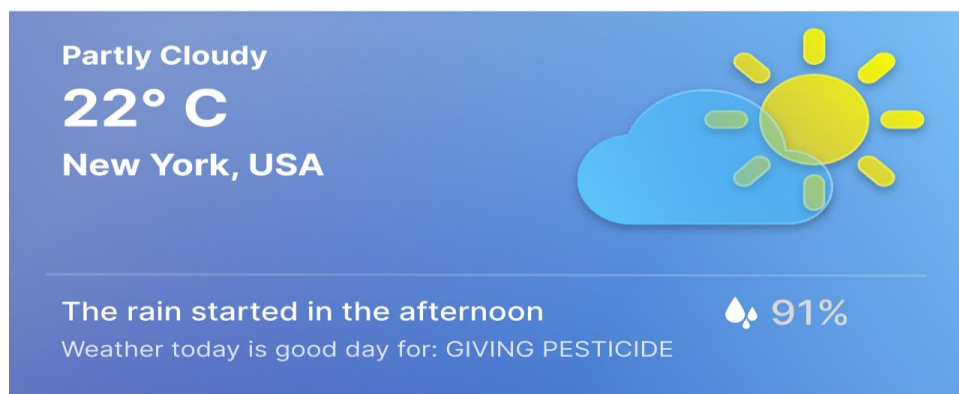 Partly Cloudy
22° C
New York, USA
The rain started in the afternoon
91%
Weather today is good day for: GIVING PESTICIDE